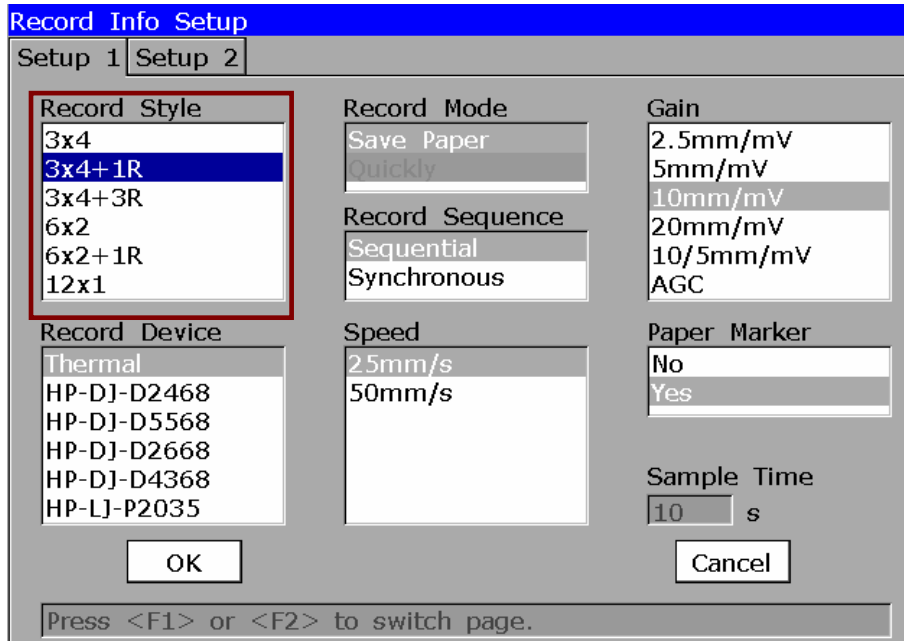 Record Info Setup
Setup 1 Setup 2
Record Style
3x4
3x4+1R
3x4+3R
6x2
6x2+1R
12x1
Record Mode
Save Paper
Quickly
Record Sequence
Sequential
Synchronous
Gain
2.5mm/mV
5mm/mV
10mm/mV
20mm/mV
10/5mm/mV
AGC
Record Device
Thermal
HP-DJ-D2468
HP-DJ-D5568
HP-DJ-D2668
HP-DJ-D4368
HP-LJ-P2035
Speed
25mm/s
50mm/s
Paper Marker
No
Yes
Sample Time
10 s
OK
Cancel
Press <F1> or <F2> to switch page.